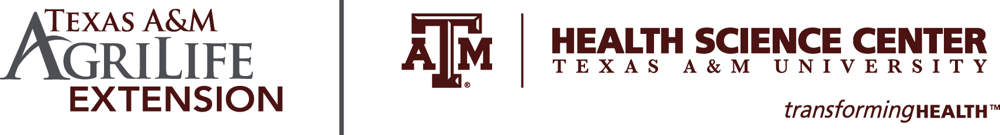 TEXAS A&M
AGRILIFE
EXTENSION
ATM®
HEALTH SCIENCE CENTER
TEXAS A&M UNIVERSITY
transformingHEALTH™